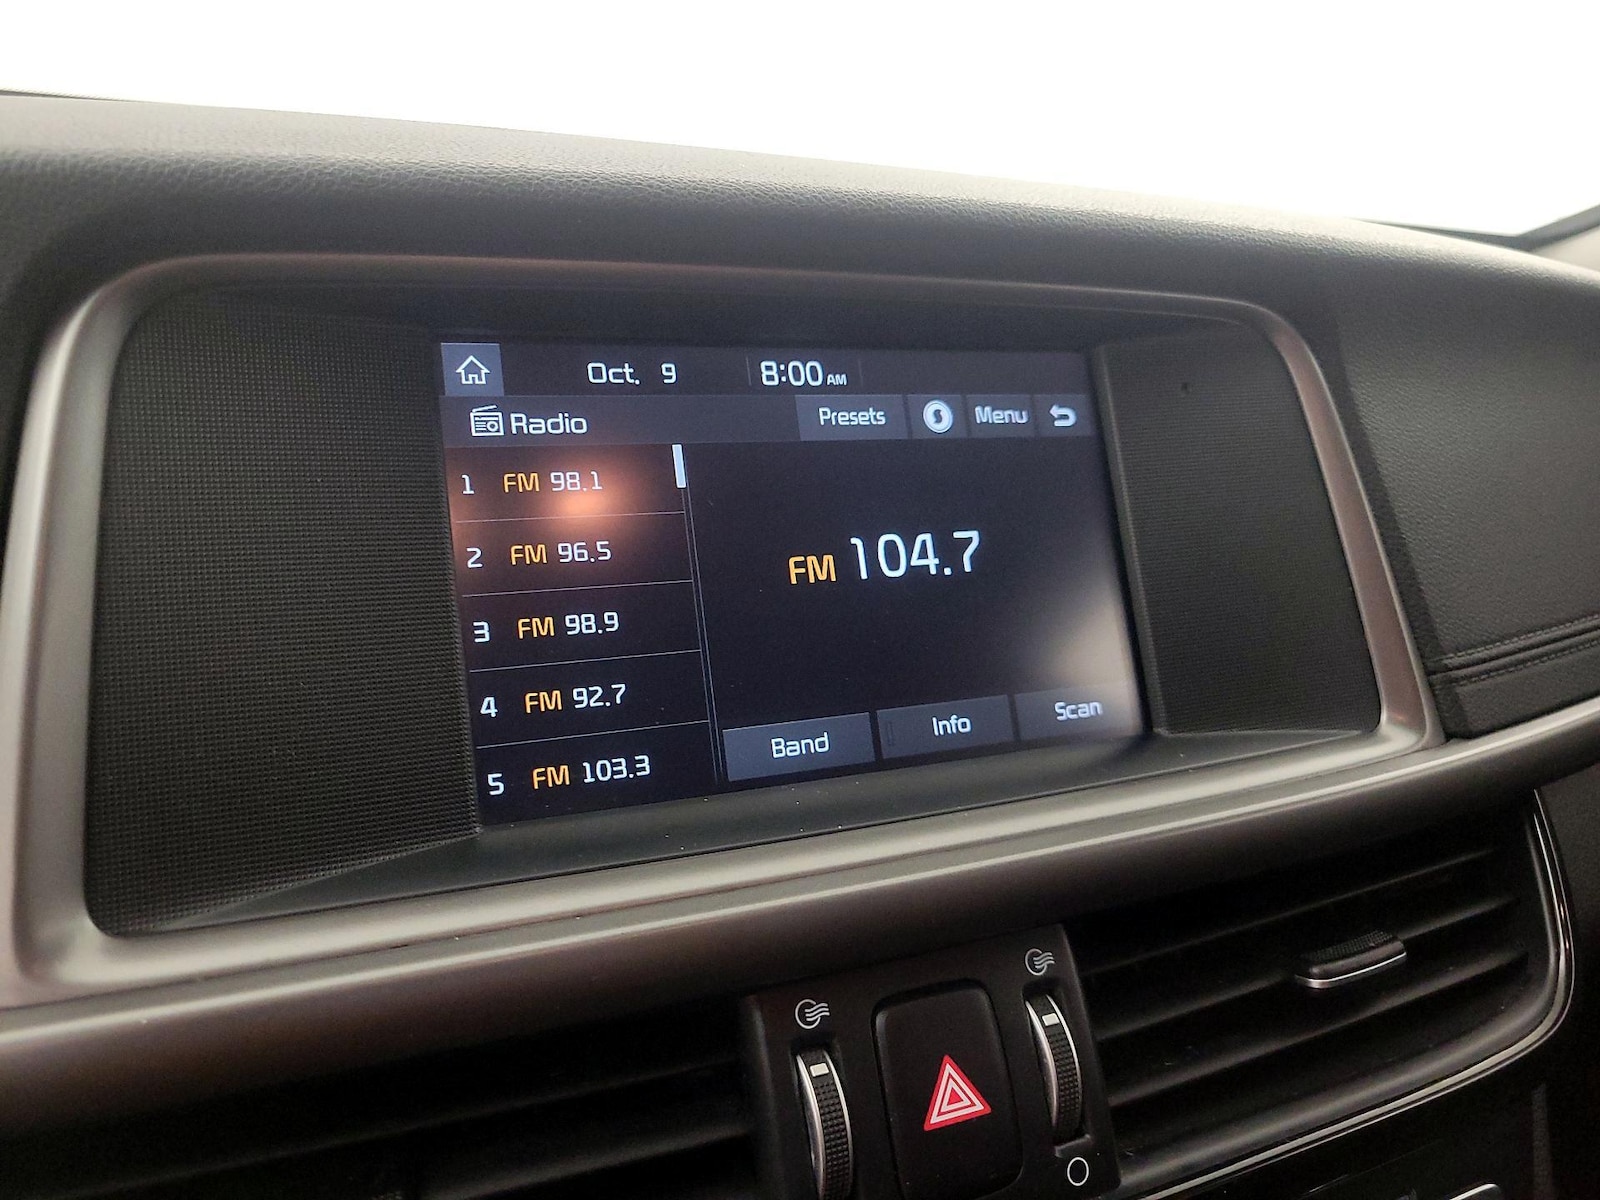 Oct. 9 8:00 AM
Radio Presets Menu
1 FM 98.1
2 FM 96.5
3 FM 98.9
4 FM 92.7
5 FM 103.3
FM 104.7
Band Info Scan